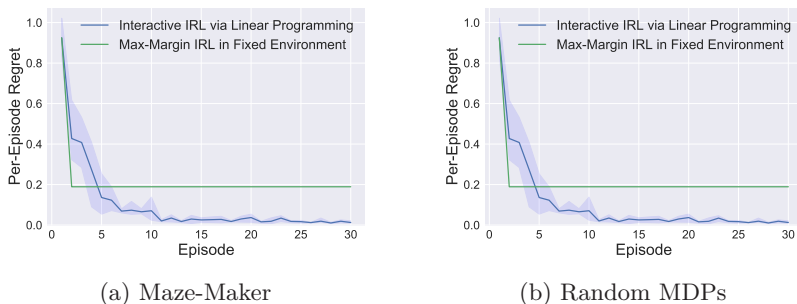 1.0
0.8
0.6
0.4
0.2
0.0
Per-Episode Regret
Interactive IRL via Linear Programming
Max-Margin IRL in Fixed Environment
0 5 10 15 20 25 30
Episode
(a) Maze-Maker
1.0
0.8
0.6
0.4
0.2
0.0
Per-Episode Regret
Interactive IRL via Linear Programming
Max-Margin IRL in Fixed Environment
0 5 10 15 20 25 30
Episode
(b) Random MDPs